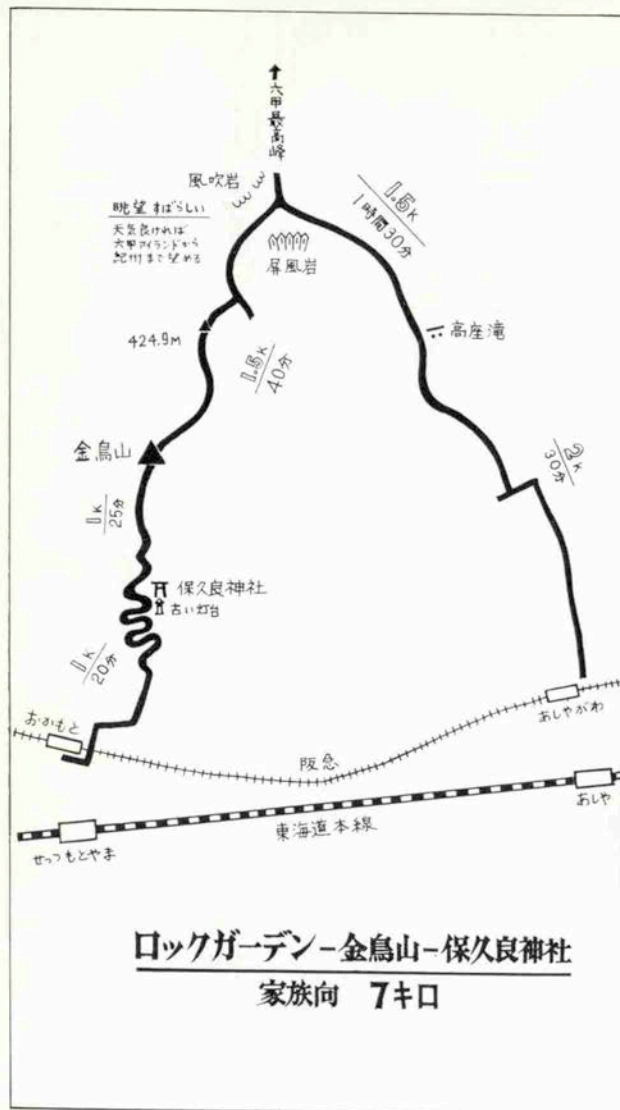 ↑六甲最高峰
風吹岩
眺望すばらしい
天気良ければ
六甲アイランドから
紀州まで望める
屏風岩
1.5K
1時間30分
高座滝
424.9M
1.5K
40分
金鳥山
2K
30分
1K
25分
保久良神社
古い灯台
1K
20分
おかもと
あしやがわ
阪急
あしや
東海道本線
せっつもとやま
ロックガーデン-金鳥山-保久良神社
家族向 7キロ